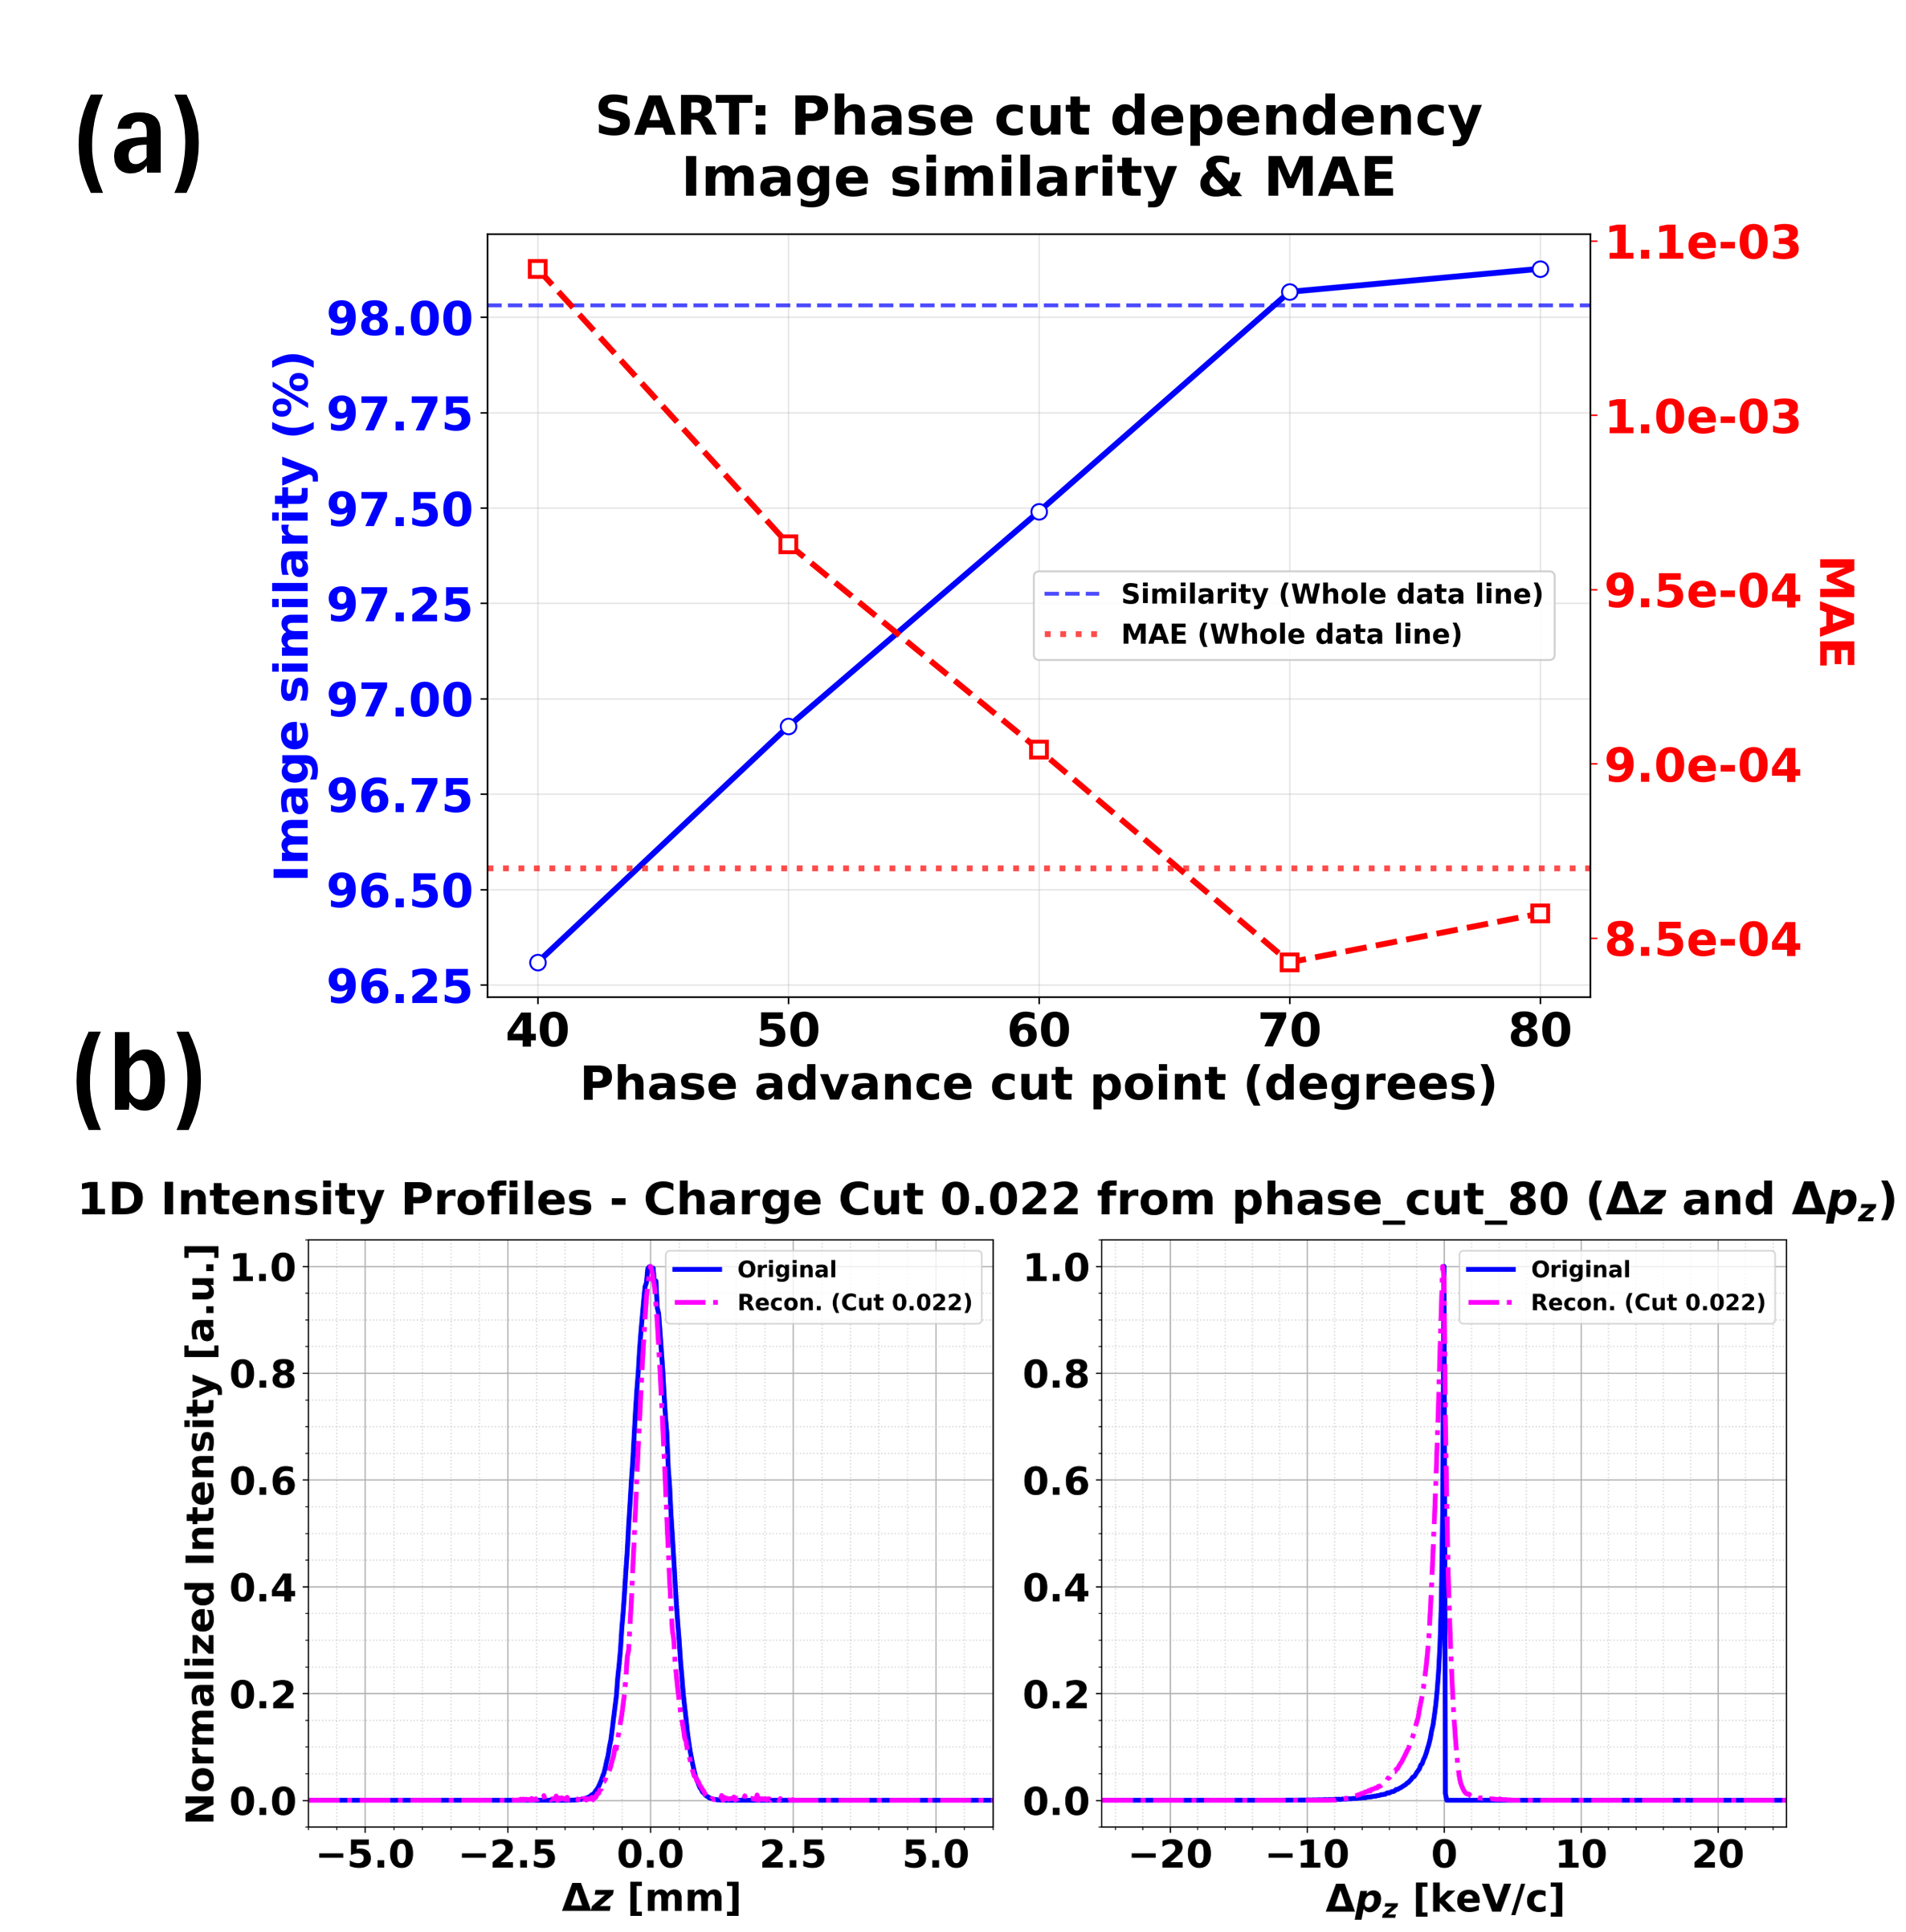 (a)
SART: Phase cut dependency
Image similarity & MAE
Image similarity (%)
98.00
97.75
97.50
97.25
97.00
96.75
96.50
96.25
1.1e-03
1.0e-03
9.5e-04
9.0e-04
8.5e-04
MAE
Similarity (Whole data line)
MAE (Whole data line)
40 50 60 70 80
Phase advance cut point (degrees)
(b)
1D Intensity Profiles - Charge Cut 0.022 from phase_cut_80 (Δz and Δp_z)
Normalized Intensity [a.u.]
1.0
0.8
0.6
0.4
0.2
0.0
Original
Recon. (Cut 0.022)
−5.0 −2.5 0.0 2.5 5.0
Δz [mm]
1.0
0.8
0.6
0.4
0.2
0.0
Original
Recon. (Cut 0.022)
−20 −10 0 10 20
Δp_z [keV/c]